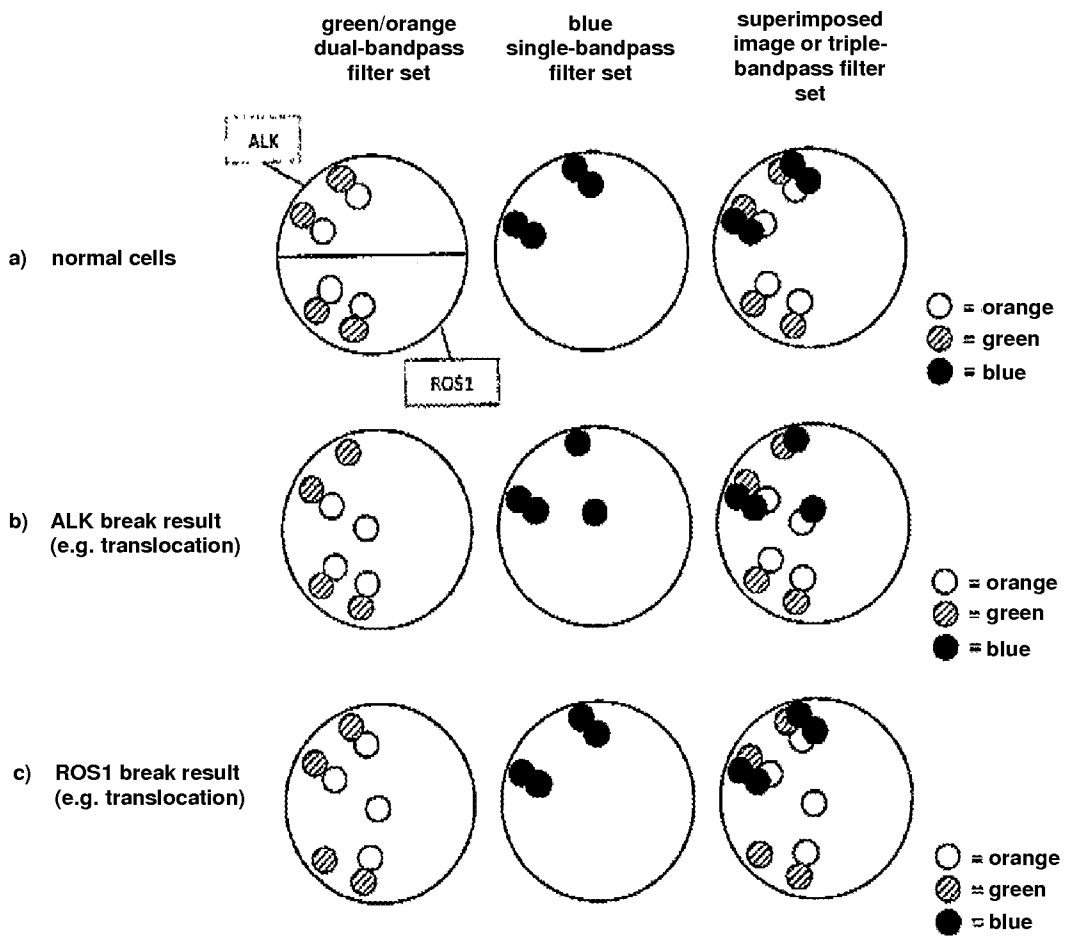 green/orange
dual-bandpass
filter set
blue
single-bandpass
filter set
superimposed
image or triple-
bandpass filter
set
ALK
a) normal cells
= orange
= green
= blue
ROS1
b) ALK break result
(e.g. translocation)
= orange
= green
= blue
c) ROS1 break result
(e.g. translocation)
= orange
= green
= blue